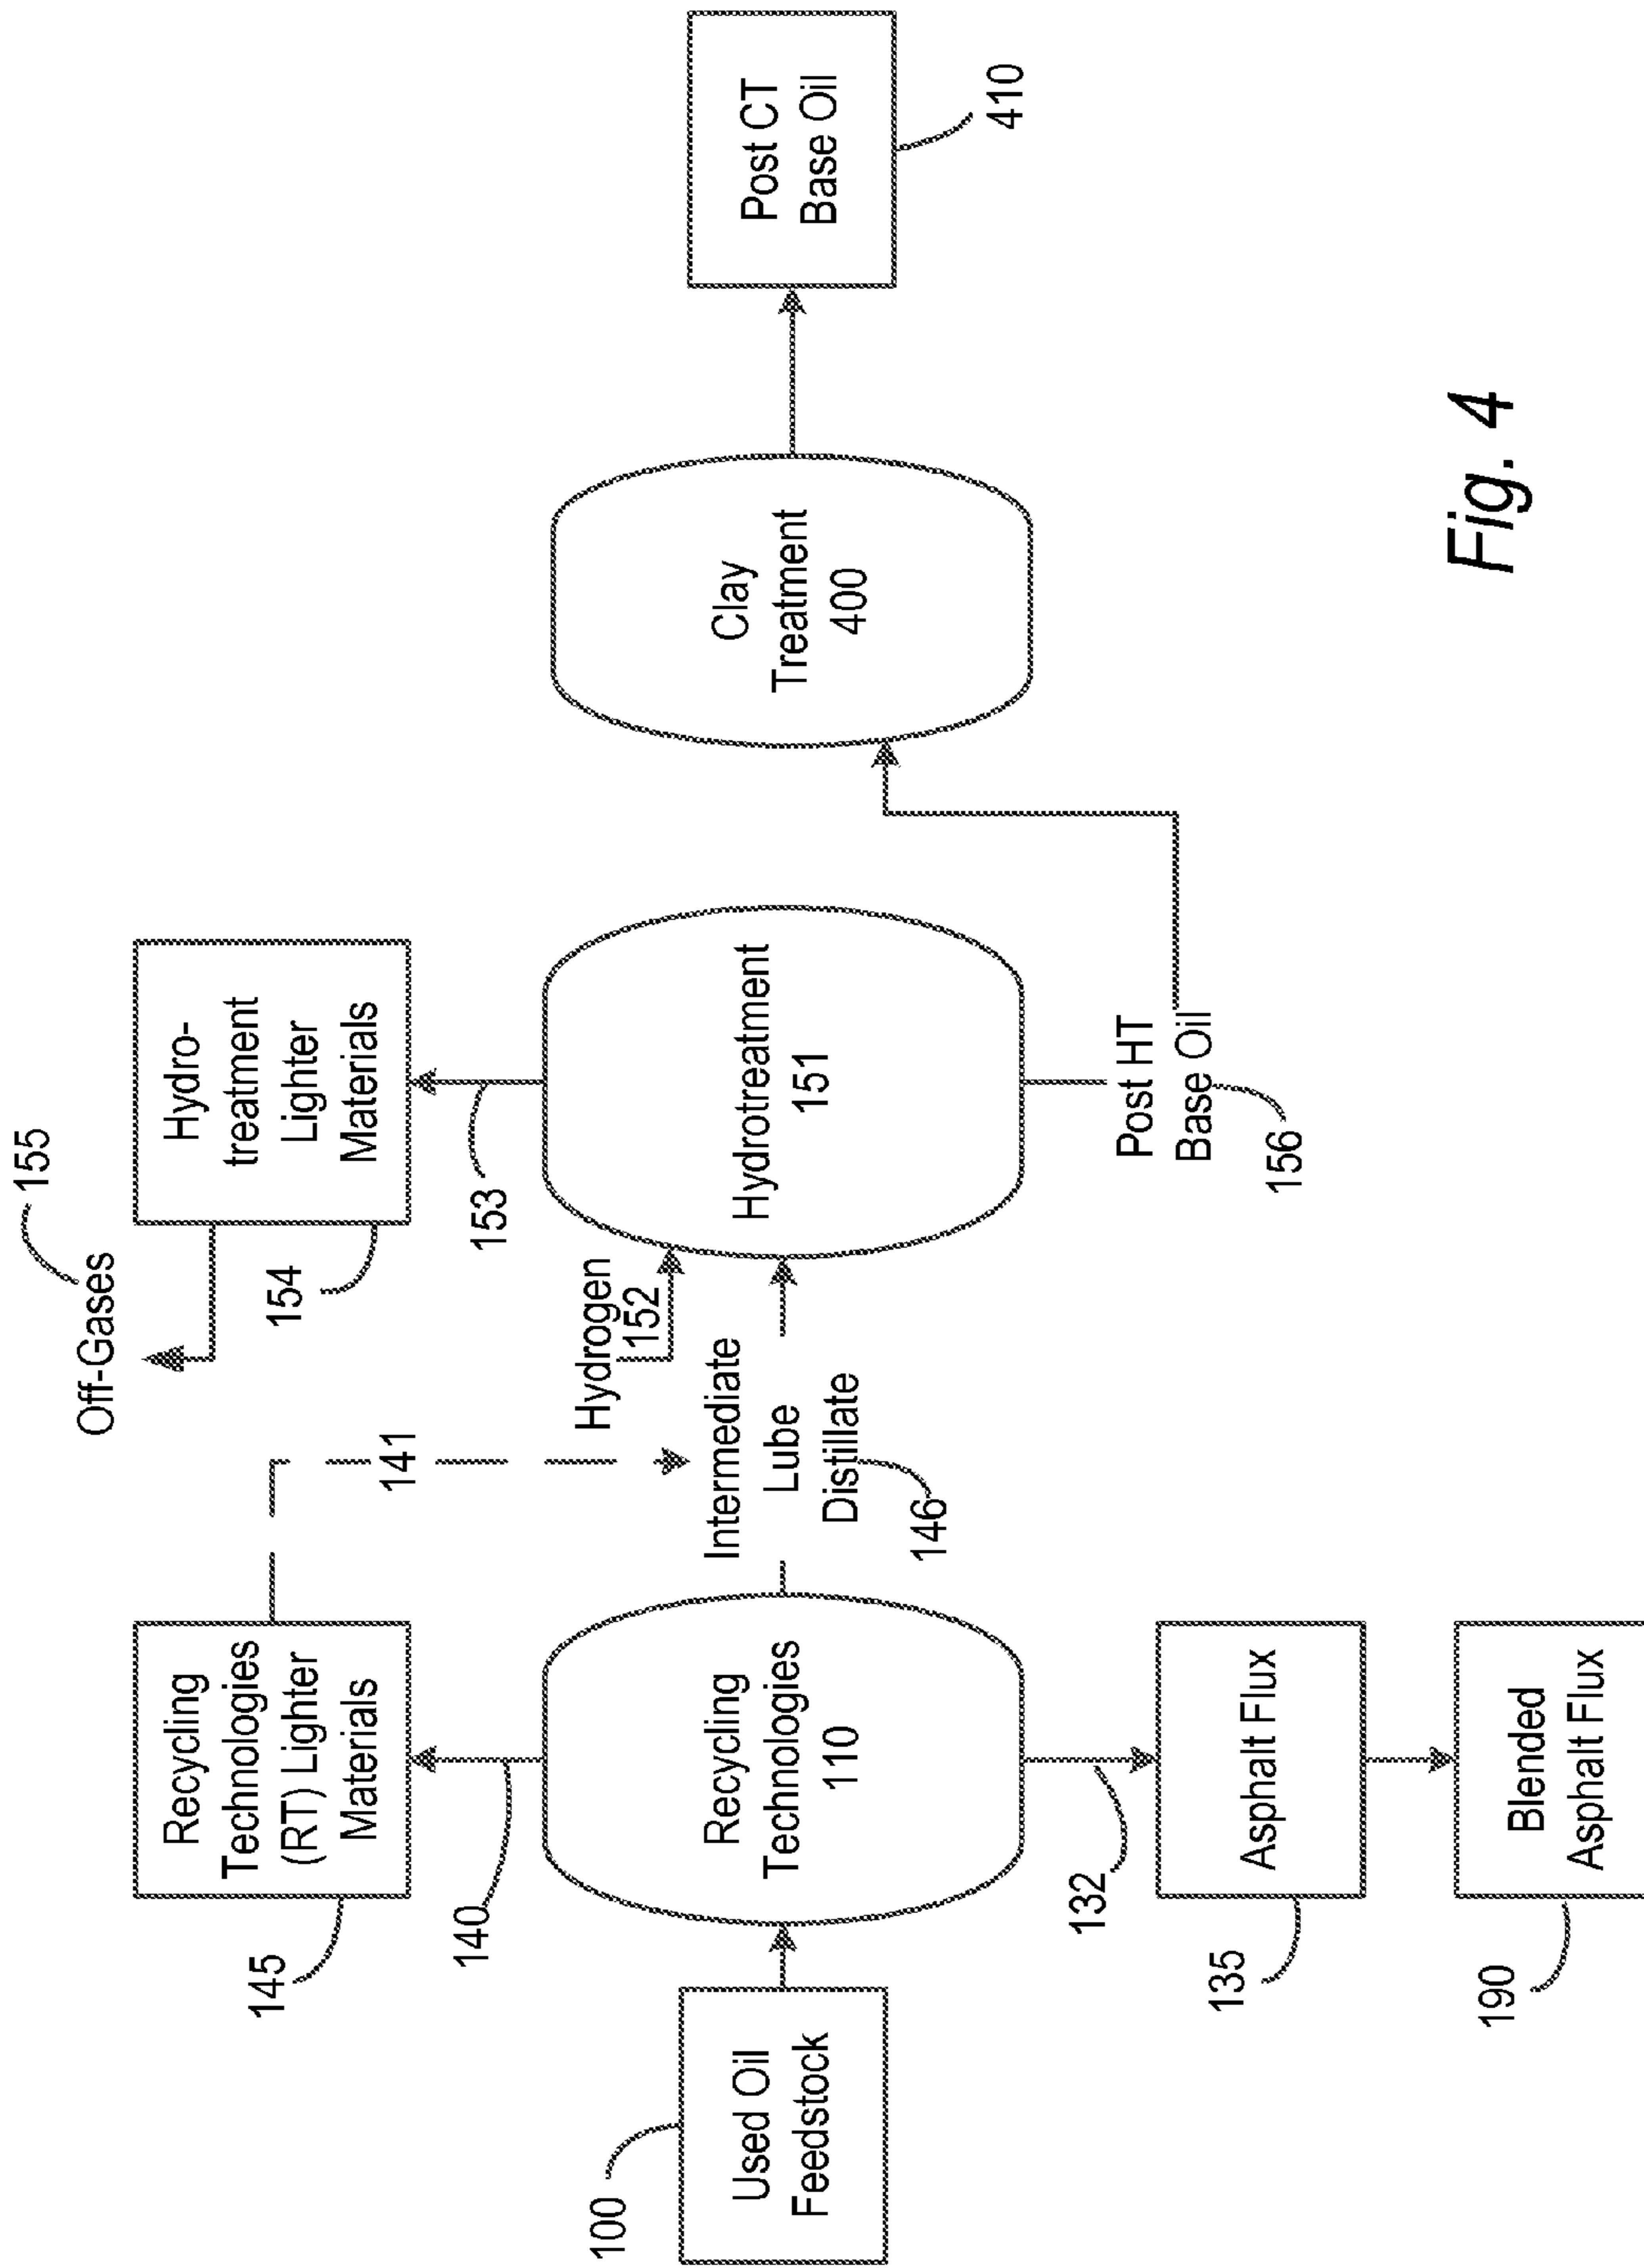 155
Off-Gases
Recycling
Technologies
(RT) Lighter
Materials
145
141
Hydro-
treatment
Lighter
Materials
154
140
153
Hydrogen
152
100
Used Oil
Feedstock
Recycling
Technologies
110
Intermediate
Lube
Distillate
146
Hydrotreatment
151
Clay
Treatment
400
Post CT
Base Oil
410
132
Post HT
Base Oil
156
135
Asphalt Flux
190
Blended
Asphalt Flux
Fig. 4